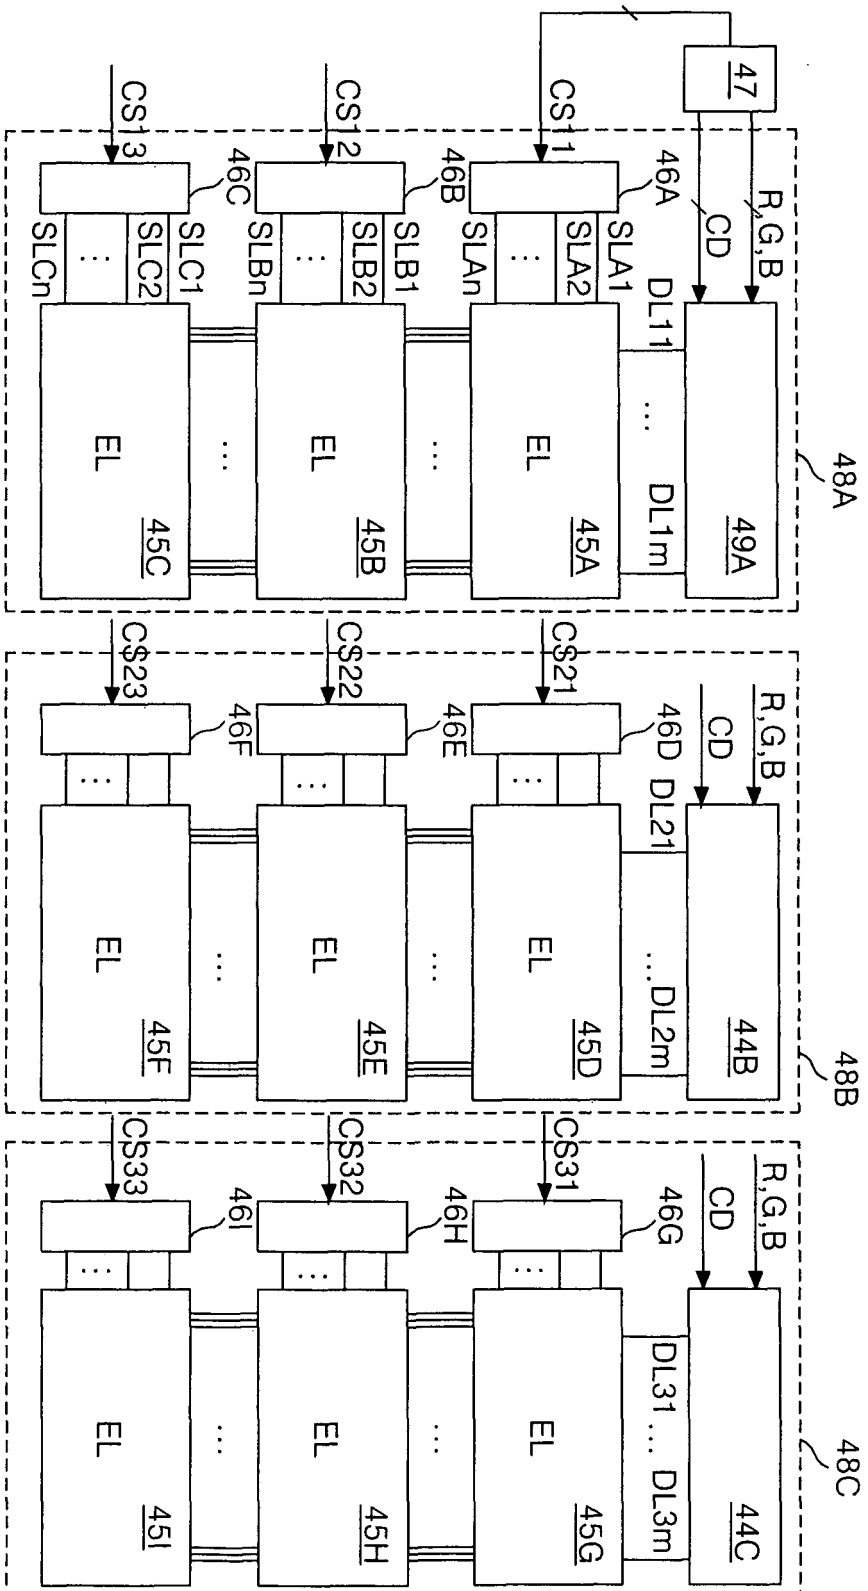 47
R,G,B
CD
CS11
46A
SLA1
SLA2
⋮
SLAn
DL11
...
DL1m
49A
48A
EL
45A
...
CS12
46B
SLB1
SLB2
⋮
SLBn
EL
45B
...
CS13
46C
SLC1
SLC2
⋮
SLCn
EL
45C
R,G,B
CD
44B
48B
DL21
....
DL2m
CS21
46D
...
EL
45D
...
CS22
46E
...
EL
45E
...
CS23
46F
...
EL
45F
R,G,B
CD
44C
48C
DL31
....
DL3m
CS31
46G
...
EL
45G
...
CS32
46H
...
EL
45H
...
CS33
46I
...
EL
45I